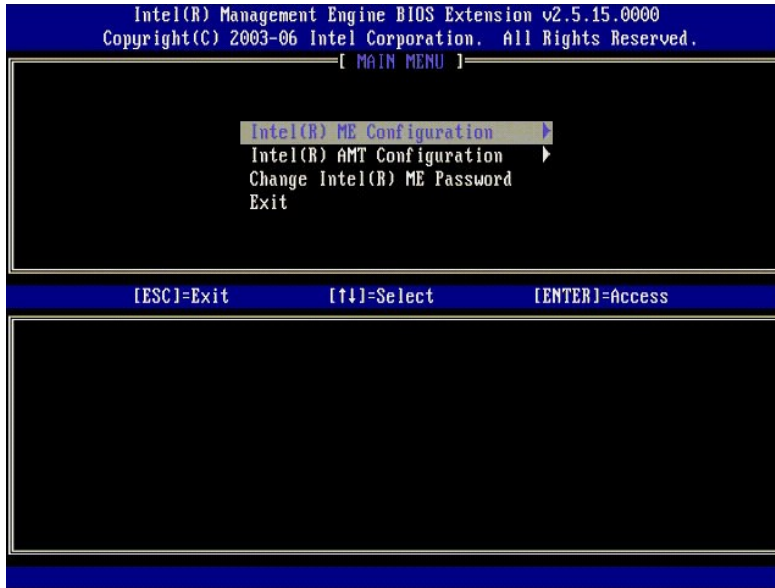 Intel(R) Management Engine BIOS Extension v2.5.15.0000
Copyright(C) 2003-06 Intel Corporation. All Rights Reserved.
[ MAIN MENU ]
Intel(R) ME Configuration ►
Intel(R) AMT Configuration ►
Change Intel(R) ME Password
Exit
[ESC]=Exit [↑↓]=Select [ENTER]=Access